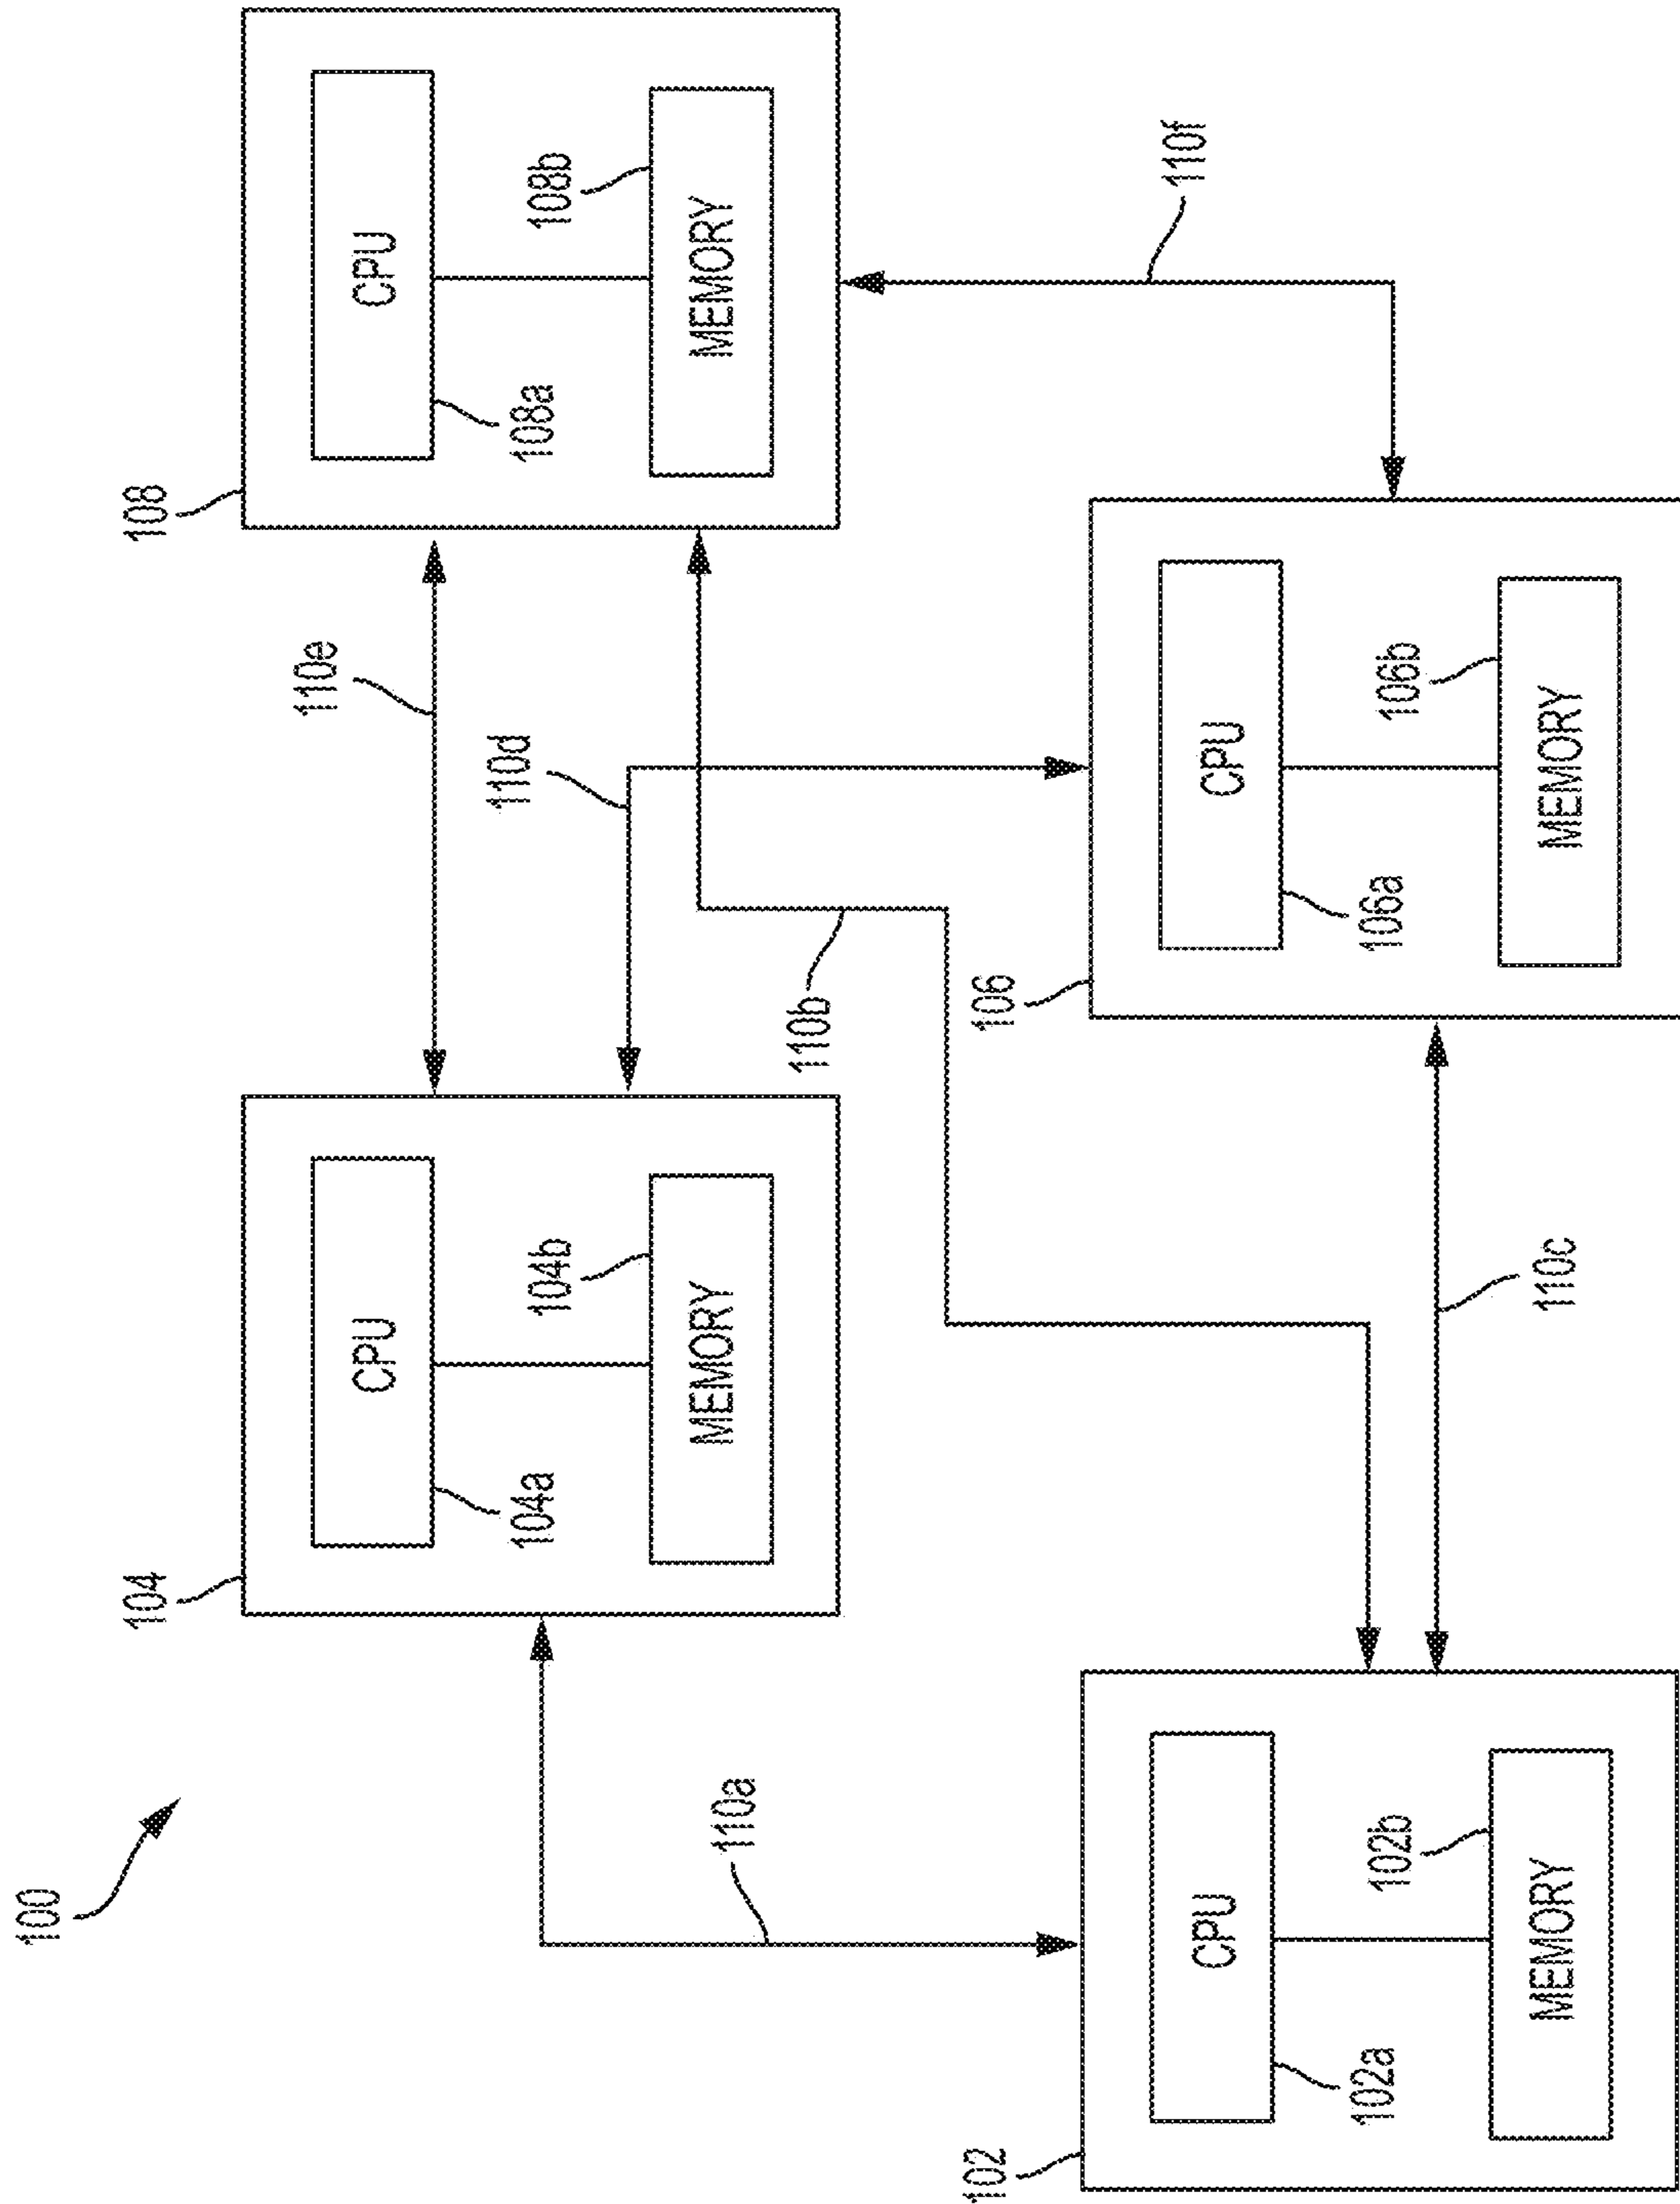 100
104
108
CPU
CPU
104a
104b
108a
108b
MEMORY
MEMORY
110e
110d
110a
110b
110f
102
106
CPU
CPU
102a
102b
106a
106b
MEMORY
MEMORY
110c